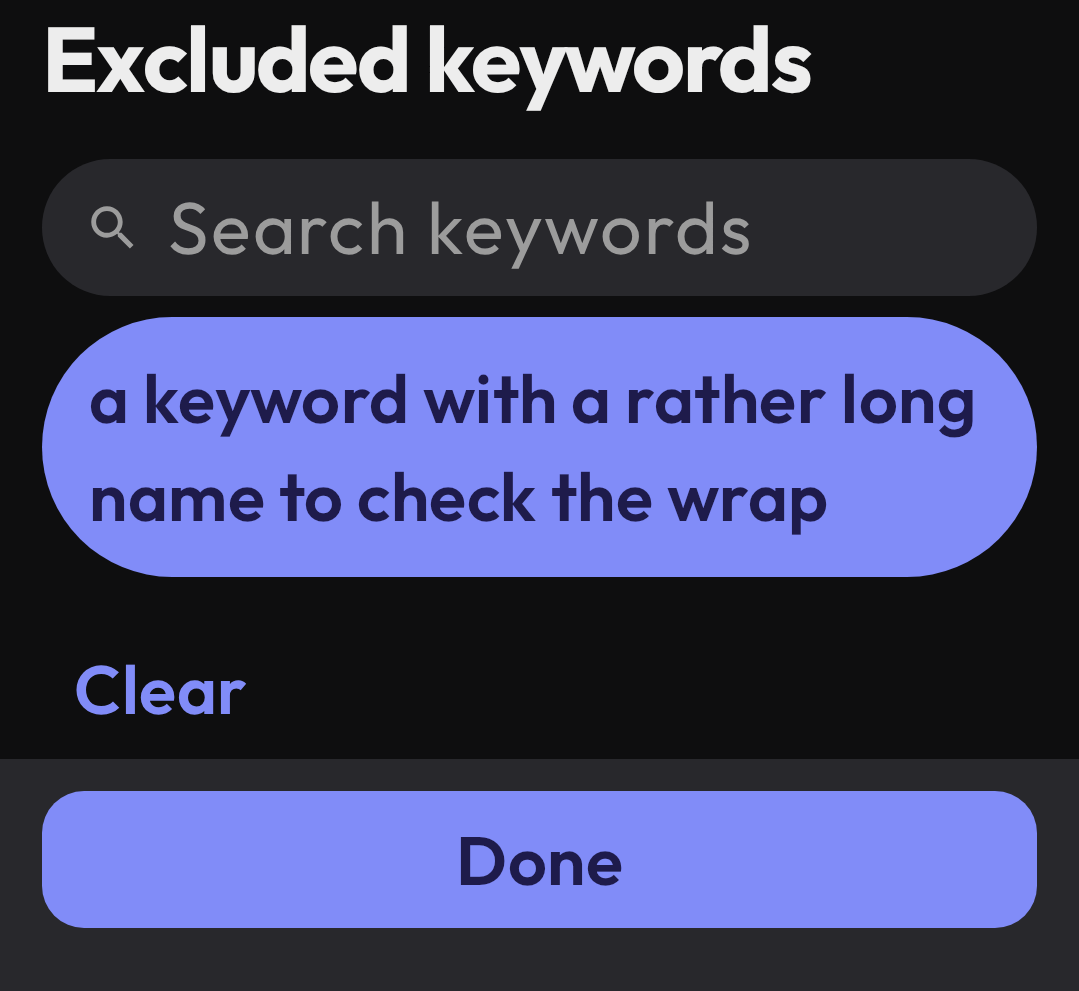 Excluded keywords
Search keywords
a keyword with a rather long
name to check the wrap
Clear
Done